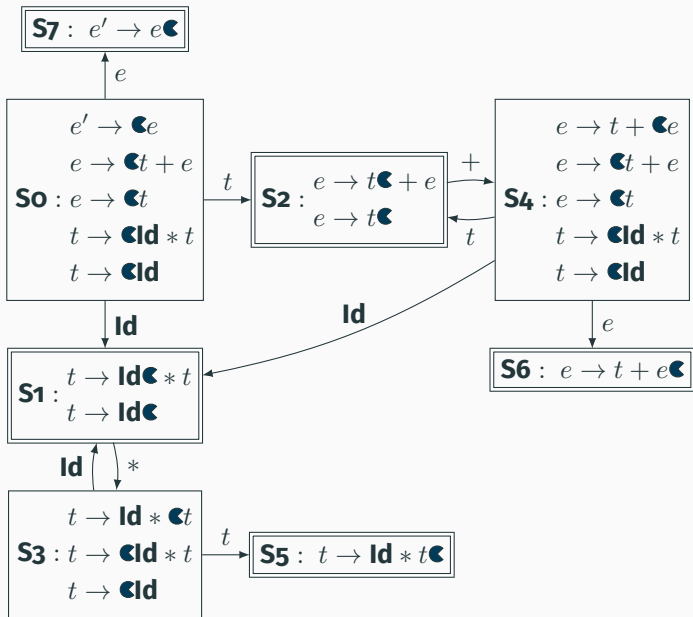 S7 : e′ → e
e
e′ → e
e → t + e
S0 : e → t
t → Id * t
t → Id
t
S2 : e → t + e
e → t
+
t
e → t + e
e → t + e
S4 : e → t
t → Id * t
t → Id
Id
Id
e
S1 : t → Id * t
t → Id
S6 : e → t + e
Id
*
t → Id * t
S3 : t → Id * t
t → Id
t
S5 : t → Id * t